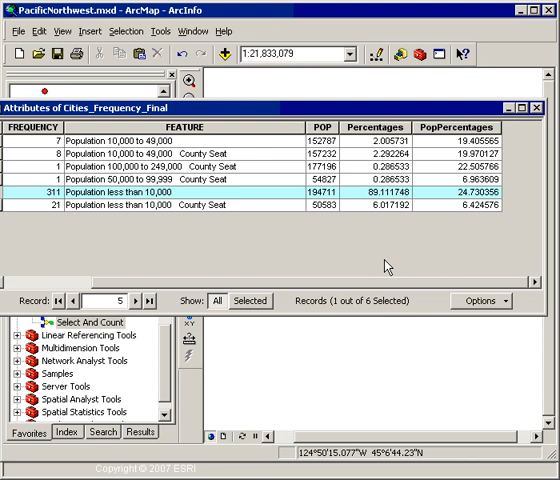 PacificNorthwest.mxd - ArcMap - ArcInfo
File Edit View Insert Selection Tools Window Help
1:21,833,079
Attributes of Cities_Frequency_Final
FREQUENCY FEATURE POP Percentages PopPercentages
7 Population 10,000 to 49,000 152787 2.005731 19.405565
8 Population 10,000 to 49,000 County Seat 157232 2.292264 19.970127
1 Population 100,000 to 249,000 County Seat 177196 0.286533 22.505766
1 Population 50,000 to 99,999 County Seat 54827 0.286533 6.963609
311 Population less than 10,000 194711 89.111748 24.730356
21 Population less than 10,000 County Seat 50583 6.017192 6.424576
Record: 5 Show: All Selected Records (1 out of 6 Selected) Options
Select And Count
Linear Referencing Tools
Multidimension Tools
Network Analyst Tools
Samples
Server Tools
Spatial Analyst Tools
Spatial Statistics Tools
Favorites Index Search Results
XY
124°50'15.077"W 45°6'44.23"N
Copyright © 2007 ESRI